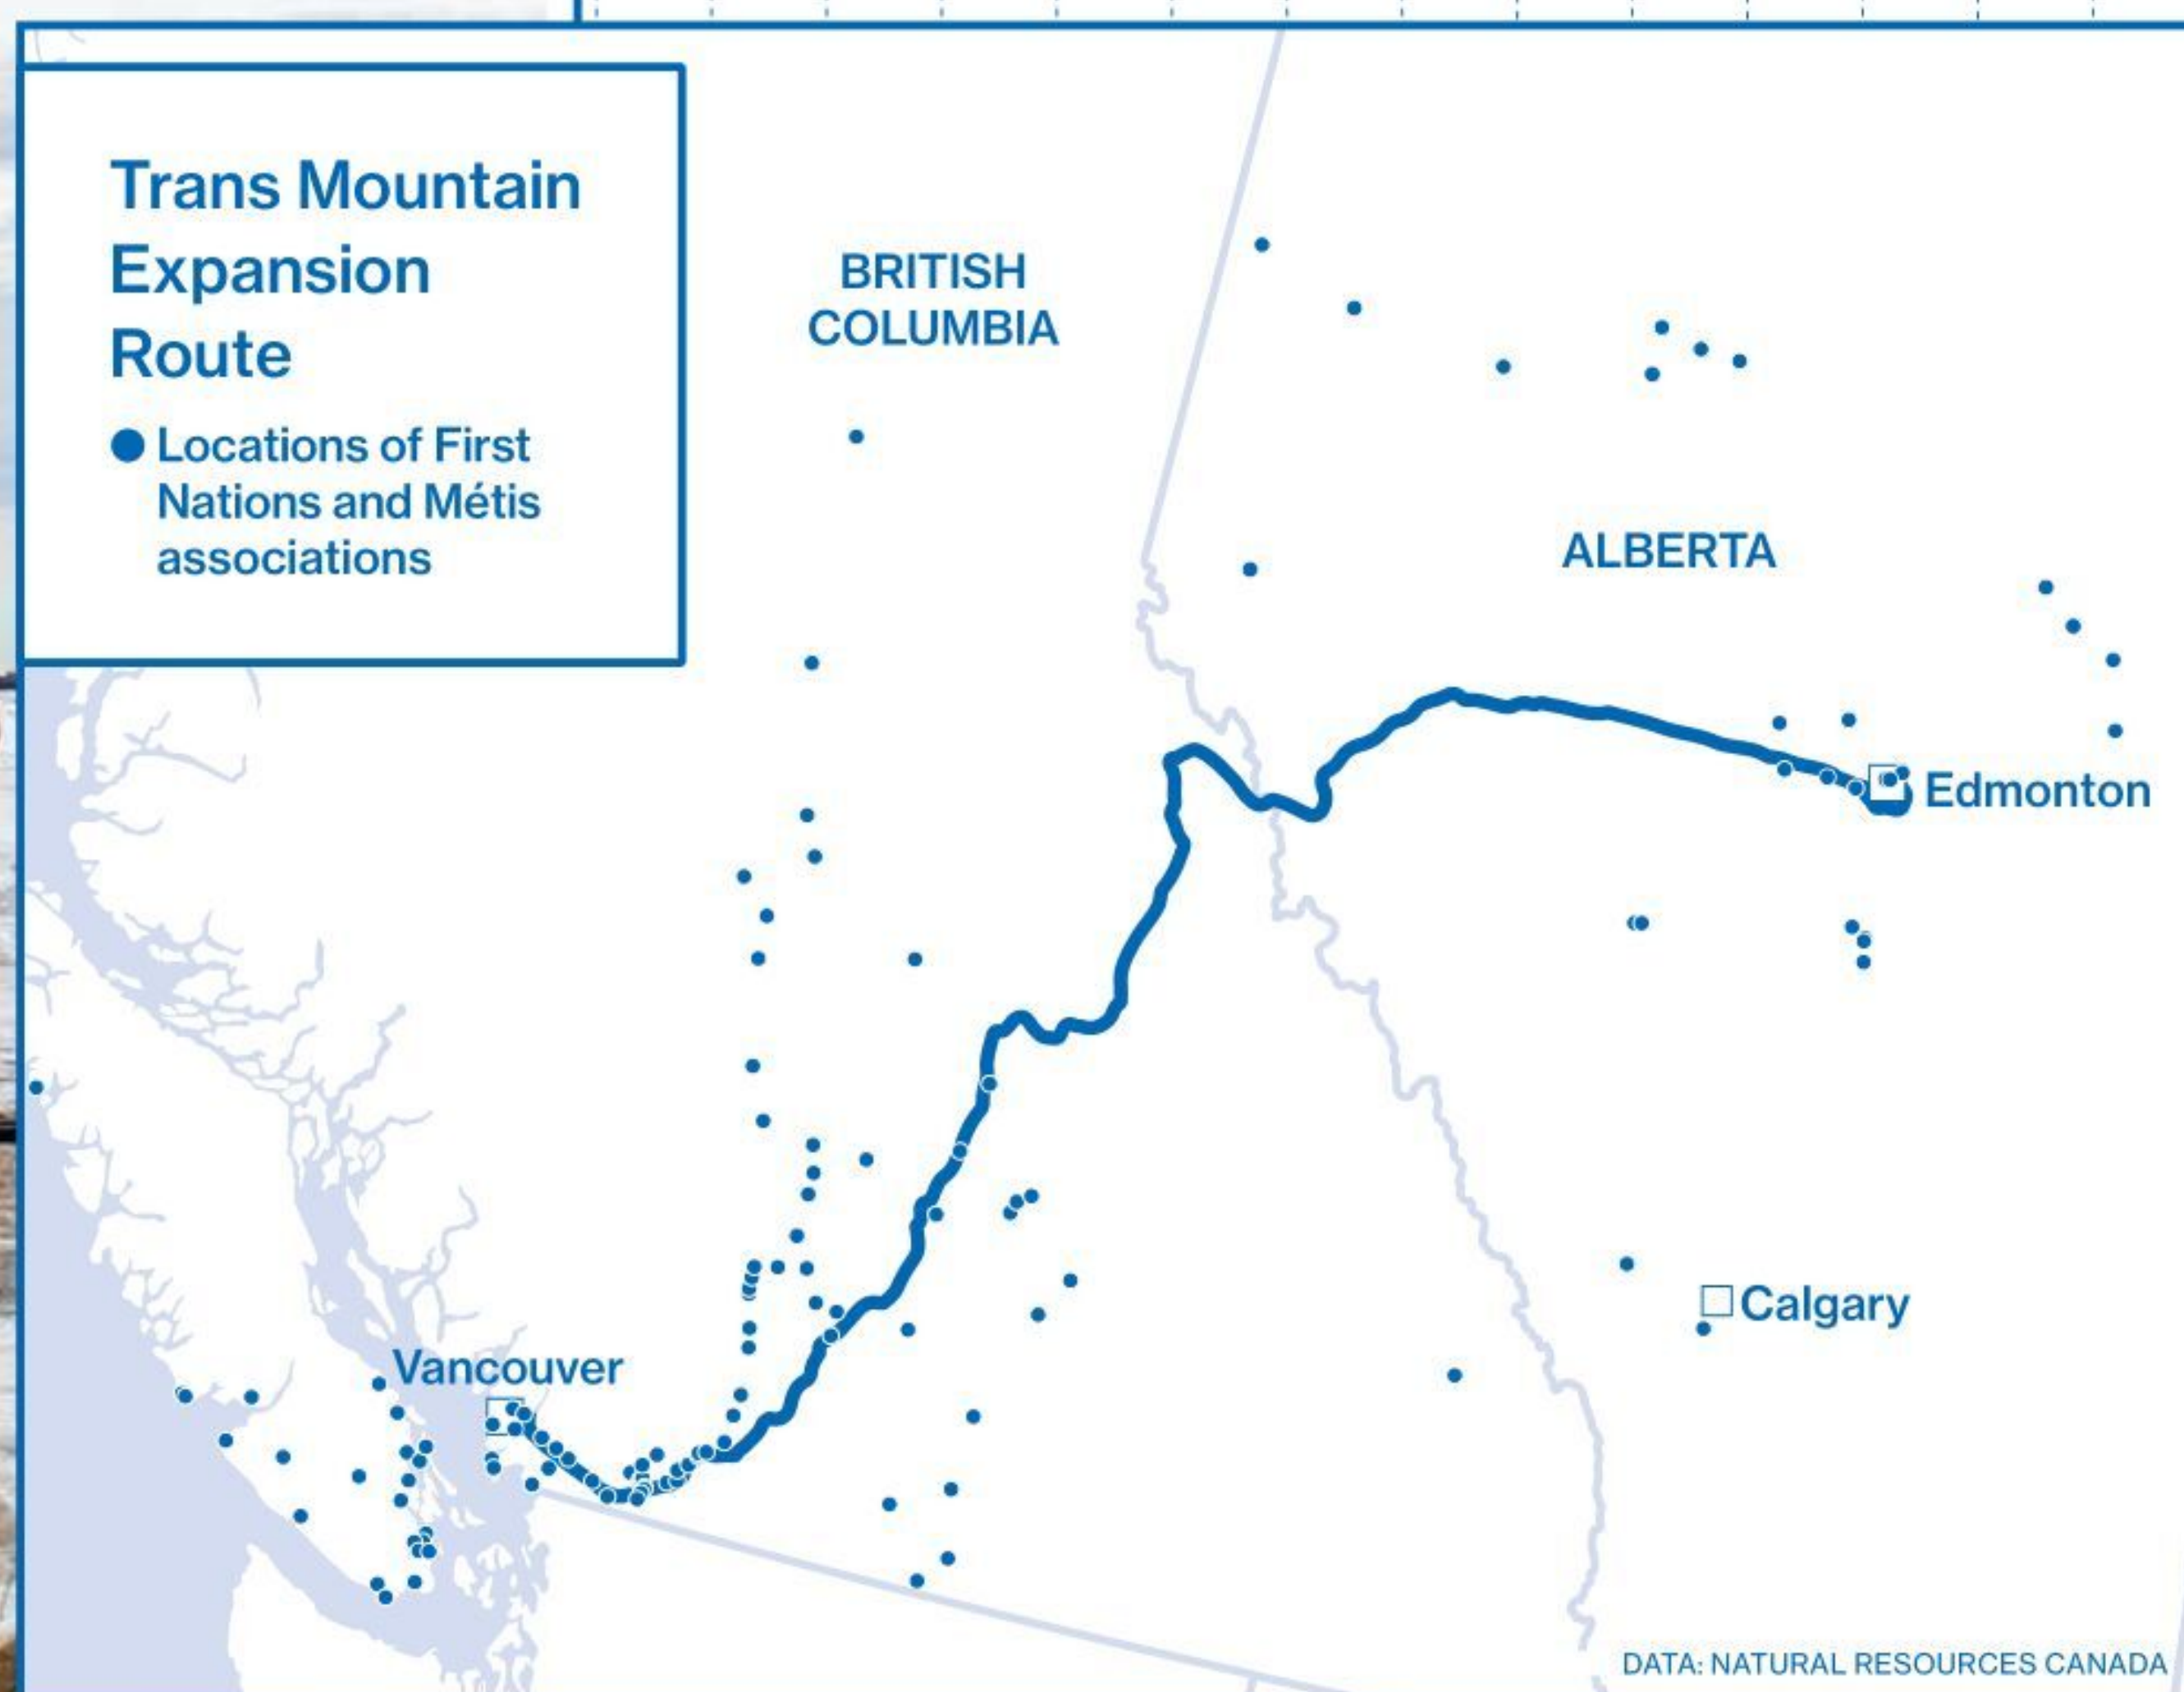 Trans Mountain
Expansion
Route
Locations of First
Nations and Métis
associations
BRITISH
COLUMBIA
ALBERTA
Edmonton
Calgary
Vancouver
DATA: NATURAL RESOURCES CANADA